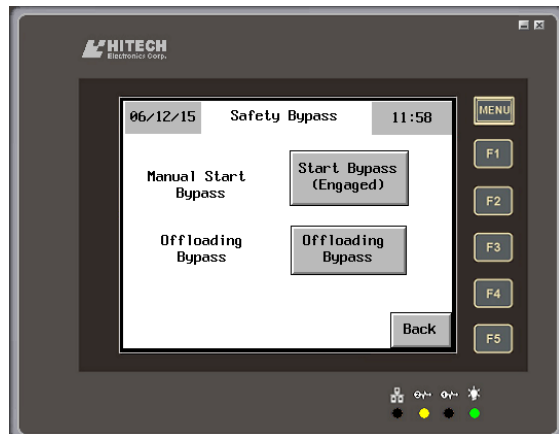 HITECH
Electronics Corp.
06/12/15 Safety Bypass 11:58
MENU
F1
Manual Start
Bypass
Start Bypass
(Engaged)
F2
Offloading
Bypass
Offloading
Bypass
F3
F4
Back
F5